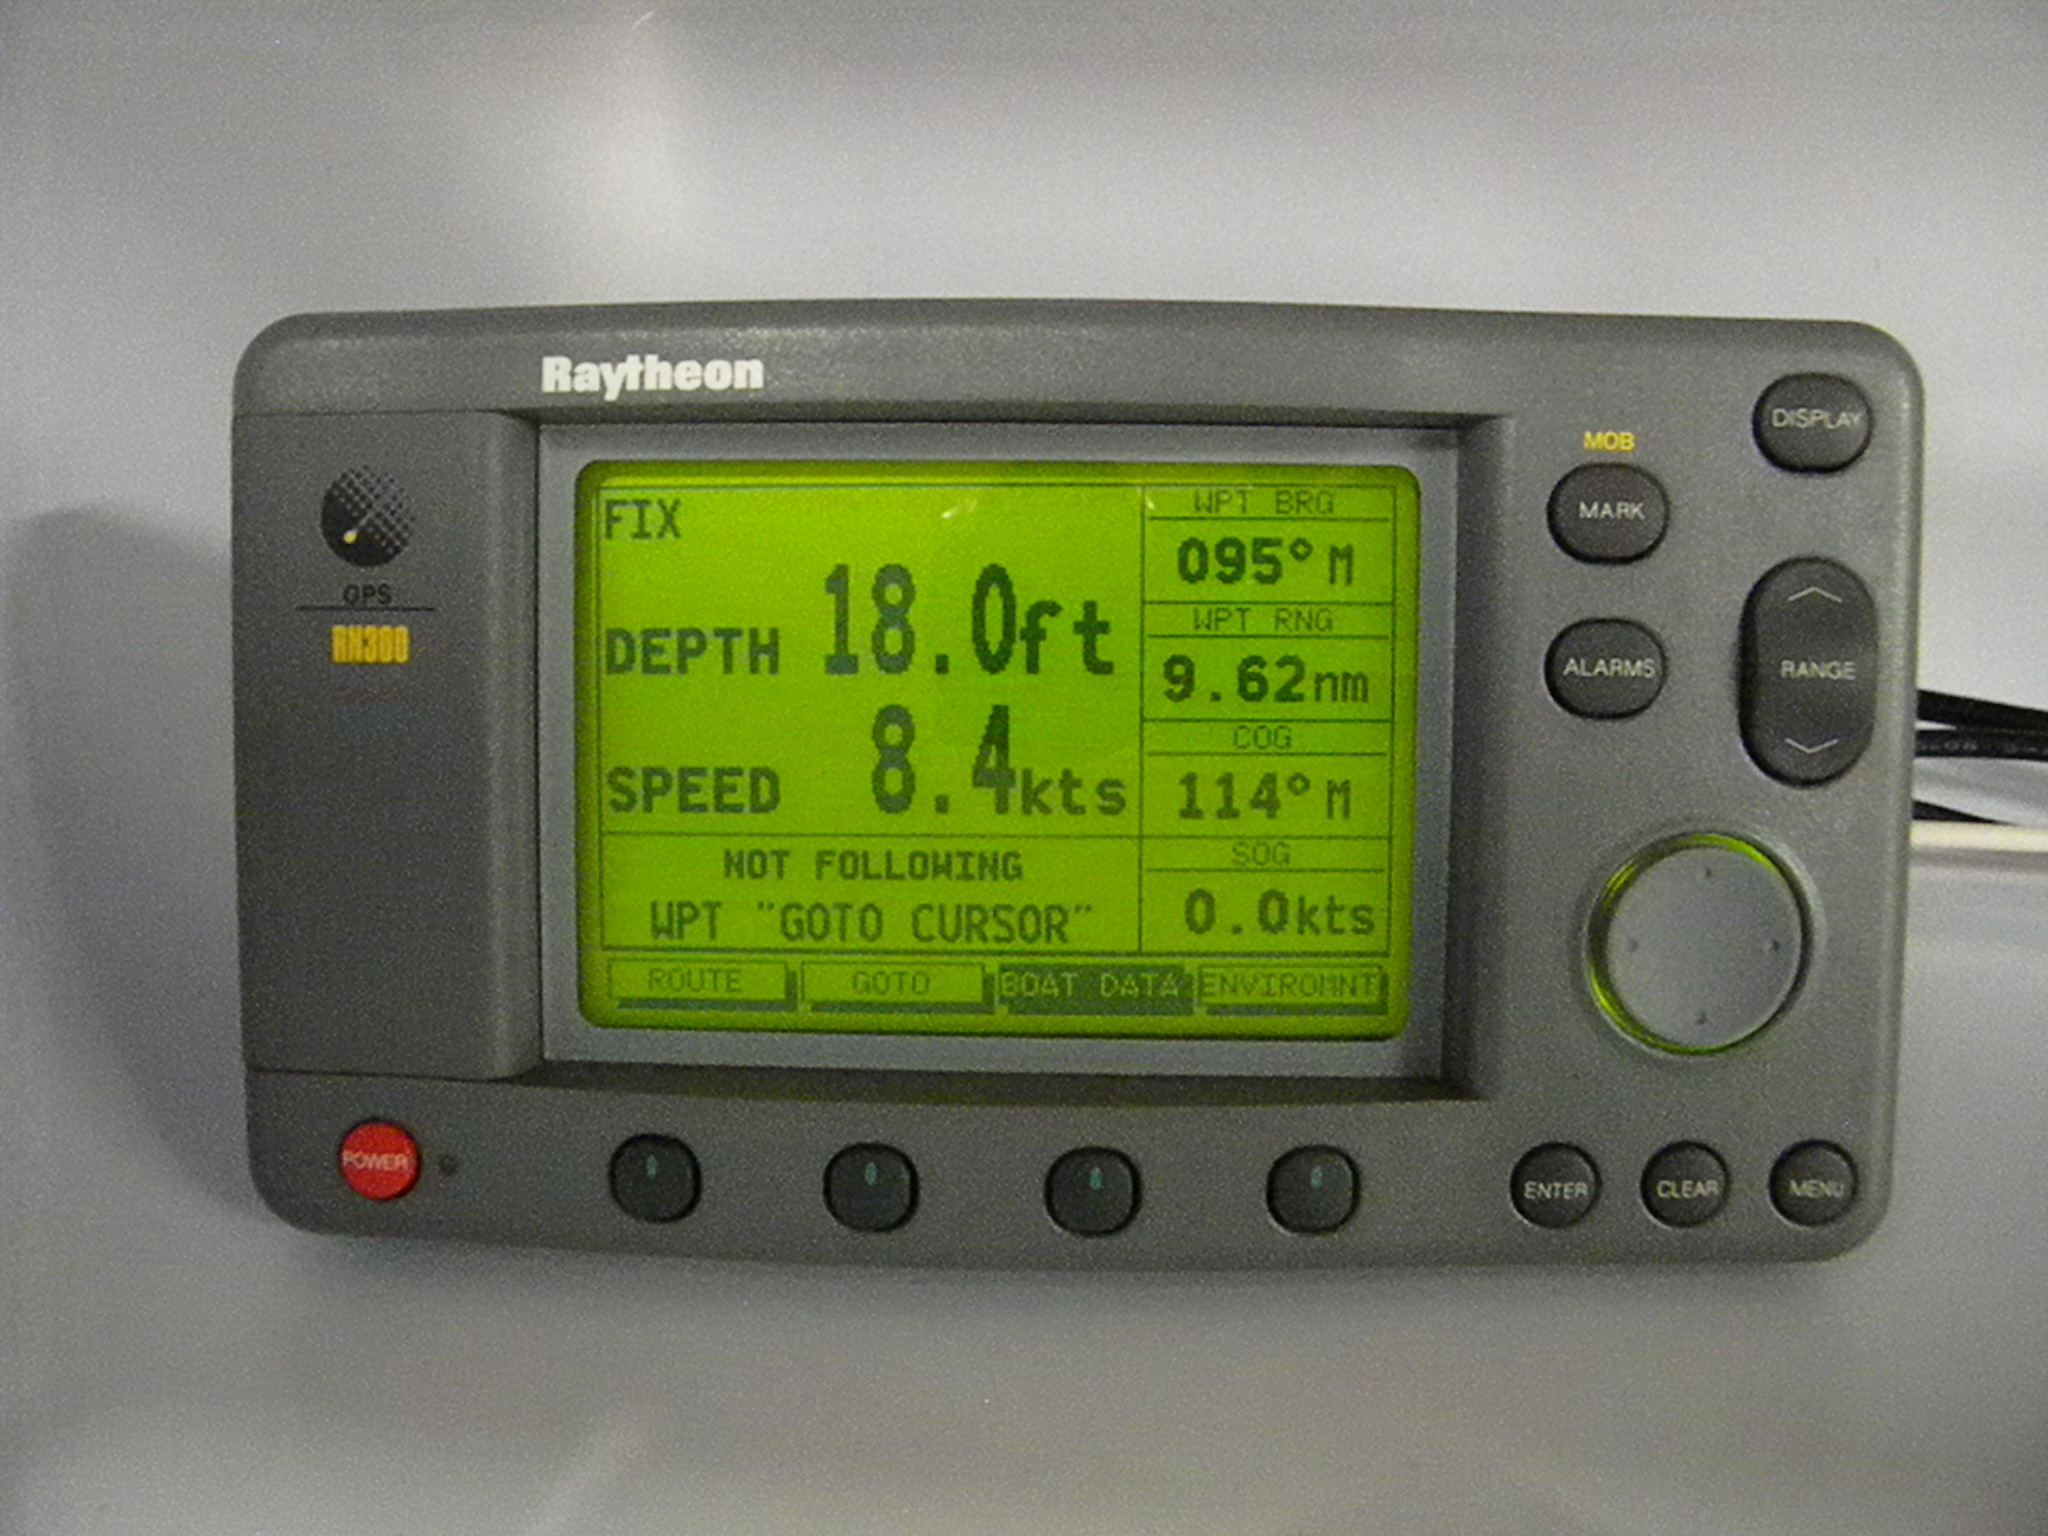 Raytheon
DISPLAY
MOB
MARK
GPS
RN300
ALARMS
RANGE
FIX
DEPTH 18.0ft
SPEED 8.4kts
NOT FOLLOWING
WPT "GOTO CURSOR"
WPT BRG
095° M
WPT RNG
9.62nm
COG
114° M
SOG
0.0kts
ROUTE GOTO BOAT DATA ENVIROMNT
POWER
ENTER CLEAR MENU